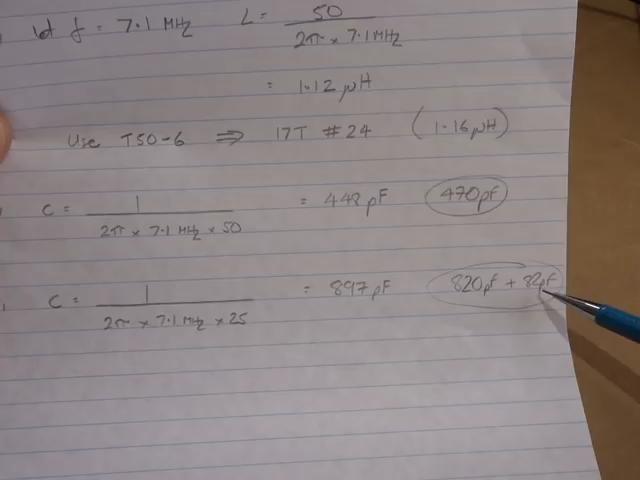 let f = 7.1 MHz L = 50 / 2π × 7.1 MHz
= 1.12 μH
Use T50-6 ⇒ 17T #24 (1.16 μH)
C = 1 / 2π × 7.1 MHz × 50 = 448 pF 470pF
C = 1 / 2π × 7.1 MHz × 25 = 897 pF 820pF + 82pF